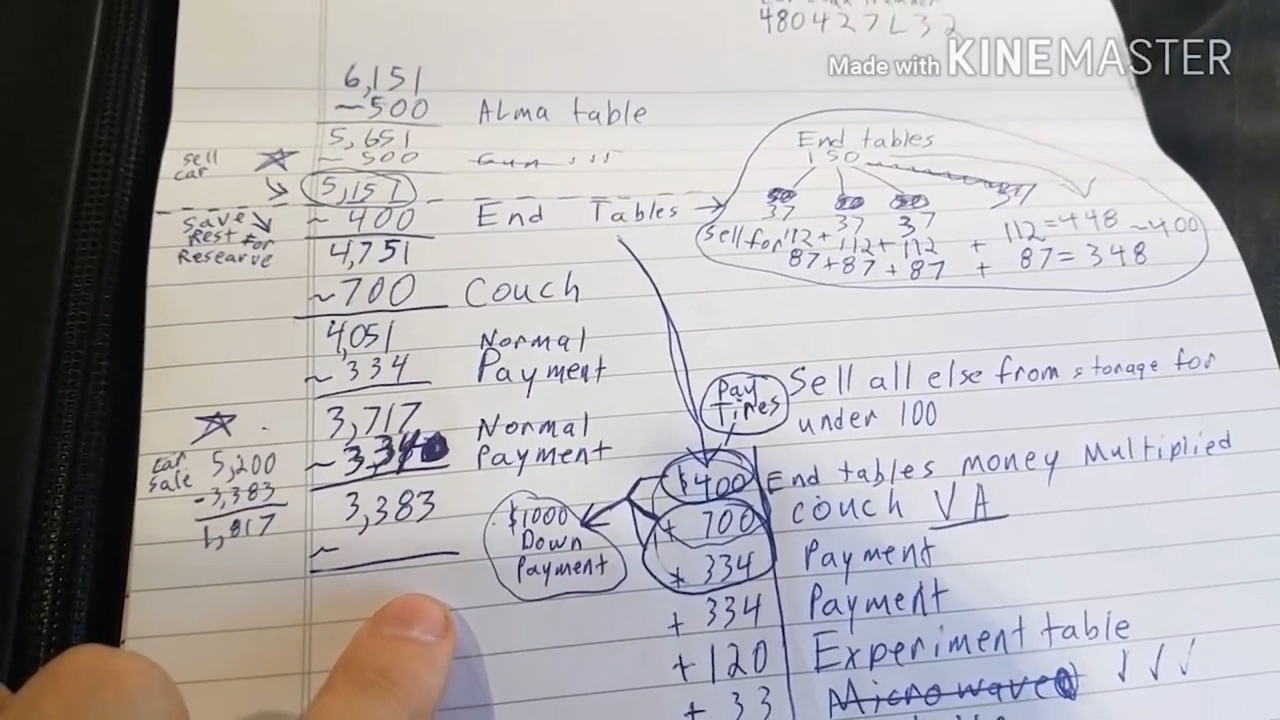 480427L32
Made with KINEMASTER
6,151
~500 Alma table
5,651
~ 500 Gun
sell car
5,151
Save Rest for Researve
~ 400 End Tables
4,751
~700 Couch
4,051 Normal
~ 334 Payment
3,717 Normal
~ 334 Payment
3,383
~
Car sale 5,200
-3,383
1,817
End tables
150
37 37 37 37
Sell for 112 + 112 + 112 + 112 = 448 ~400
87 + 87 + 87 + 87 = 348
Pay Tires
Sell all else from storage for
under 100
$400 End tables money Multiplied
+ 700 couch VA
+ 334 Payment
$1000
Down
Payment
+ 334 Payment
+ 120 Experiment table
+ 33 Microwave